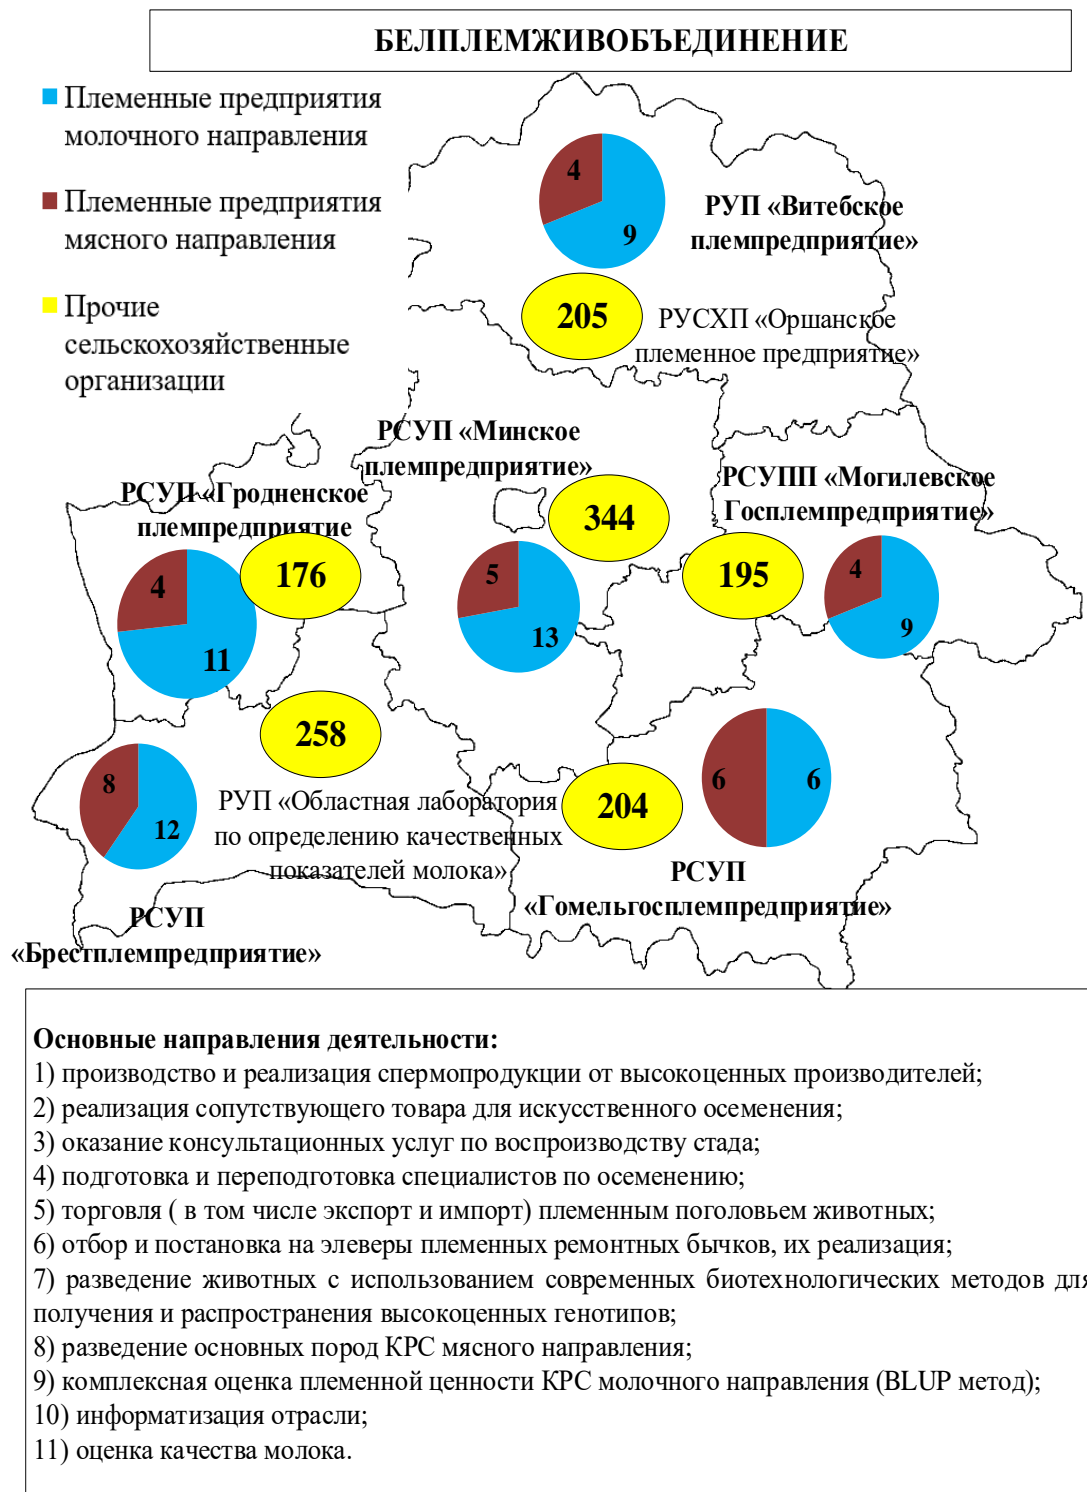 БЕЛПЛЕМЖИВОБЪЕДИНЕНИЕ
Племенные предприятия
молочного направления
Племенные предприятия
мясного направления
Прочие
сельскохозяйственные
организации
4
9
РУП «Витебское
племпредприятие»
205
РУСХП «Оршанское
племенное предприятие»
РСУП «Минское
племпредприятие»
344
5
13
РСУП «Гродненское
племпредприятие
176
4
11
РСУПП «Могилевское
Госплемпредприятие»
195
4
9
258
8
12
РУП «Областная лаборатория
по определению качественных
показателей молока»
РСУП
«Брестплемпредприятие»
204
6
6
РСУП
«Гомельгосплемпредприятие»
Основные направления деятельности:
1) производство и реализация спермопродукции от высокоценных производителей;
2) реализация сопутствующего товара для искусственного осеменения;
3) оказание консультационных услуг по воспроизводству стада;
4) подготовка и переподготовка специалистов по осеменению;
5) торговля ( в том числе экспорт и импорт) племенным поголовьем животных;
6) отбор и постановка на элеверы племенных ремонтных бычков, их реализация;
7) разведение животных с использованием современных биотехнологических методов для
получения и распространения высокоценных генотипов;
8) разведение основных пород КРС мясного направления;
9) комплексная оценка племенной ценности КРС молочного направления (BLUP метод);
10) информатизация отрасли;
11) оценка качества молока.